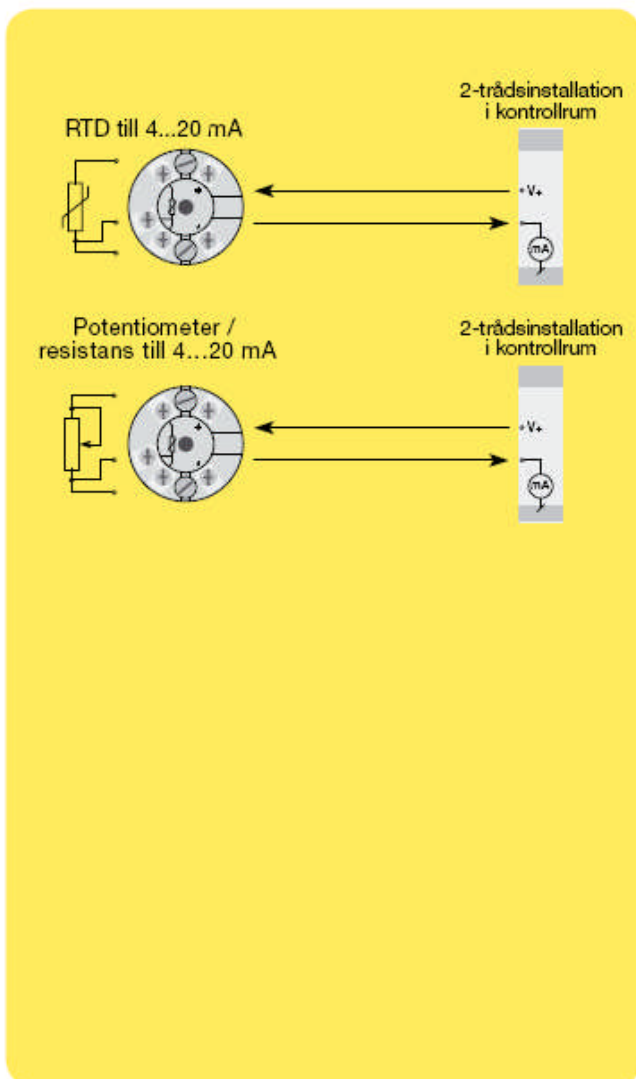 2-trådsinstallation
i kontrollrum
RTD till 4...20 mA
+
-
V+
mA
Potentiometer /
resistans till 4...20 mA
2-trådsinstallation
i kontrollrum
+
-
V+
mA